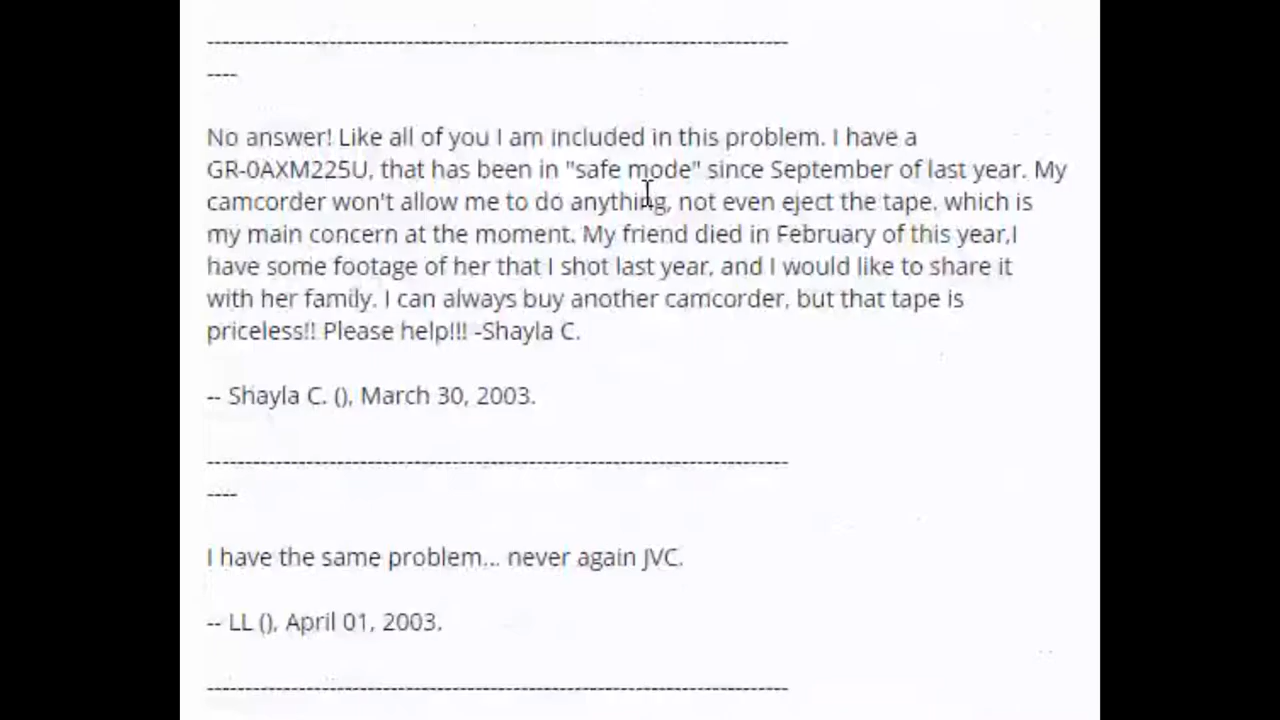 --------------------------------------------------------------------------------
----
No answer! Like all of you I am included in this problem. I have a
GR-0AXM225U, that has been in "safe mode" since September of last year. My
camcorder won't allow me to do anything, not even eject the tape. which is
my main concern at the moment. My friend died in February of this year,I
have some footage of her that I shot last year, and I would like to share it
with her family. I can always buy another camcorder, but that tape is
priceless!! Please help!!! -Shayla C.
-- Shayla C. (), March 30, 2003.
--------------------------------------------------------------------------------
----
I have the same problem... never again JVC.
-- LL (), April 01, 2003.
--------------------------------------------------------------------------------